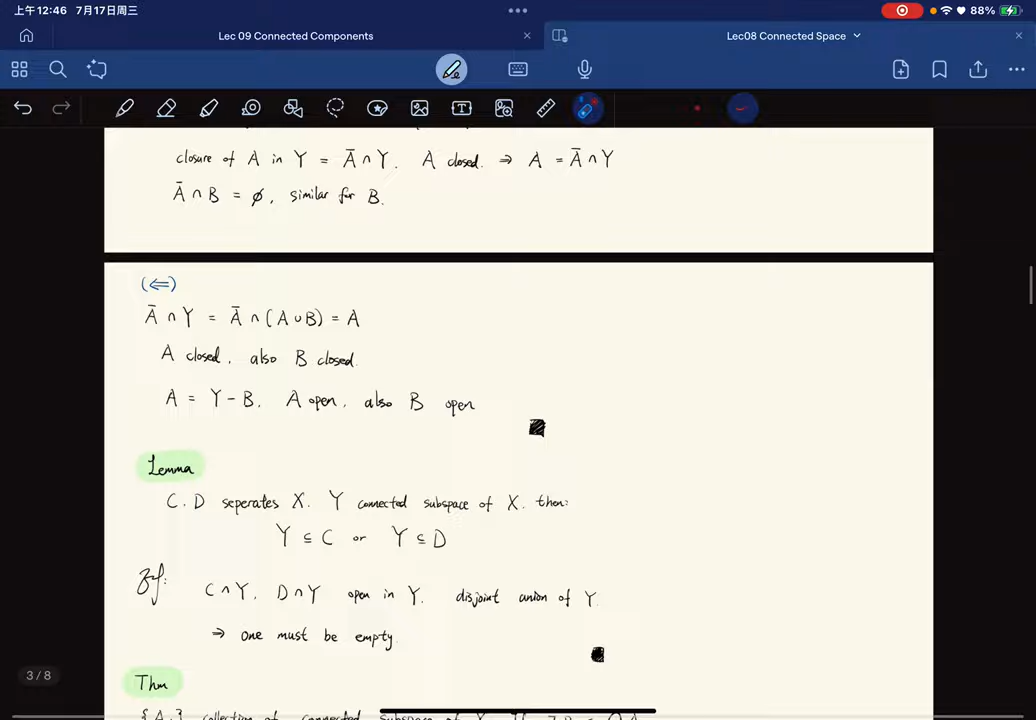 上午12:46 7月17日周三
88%
Lec 09 Connected Components
Lec08 Connected Space
closure of A in Y = Ā ∩ Y. A closed. ⇒ A = Ā ∩ Y
Ā ∩ B = ∅, similar for B.
(⇐)
Ā ∩ Y = Ā ∩ (A ∪ B) = A
A closed, also B closed.
A = Y - B. A open, also B open
Lemma
C, D seperates X. Y connected subspace of X. then:
Y ⊆ C or Y ⊆ D
Pf:
C ∩ Y, D ∩ Y open in Y. disjoint union of Y.
⇒ one must be empty.
3 / 8
Thm